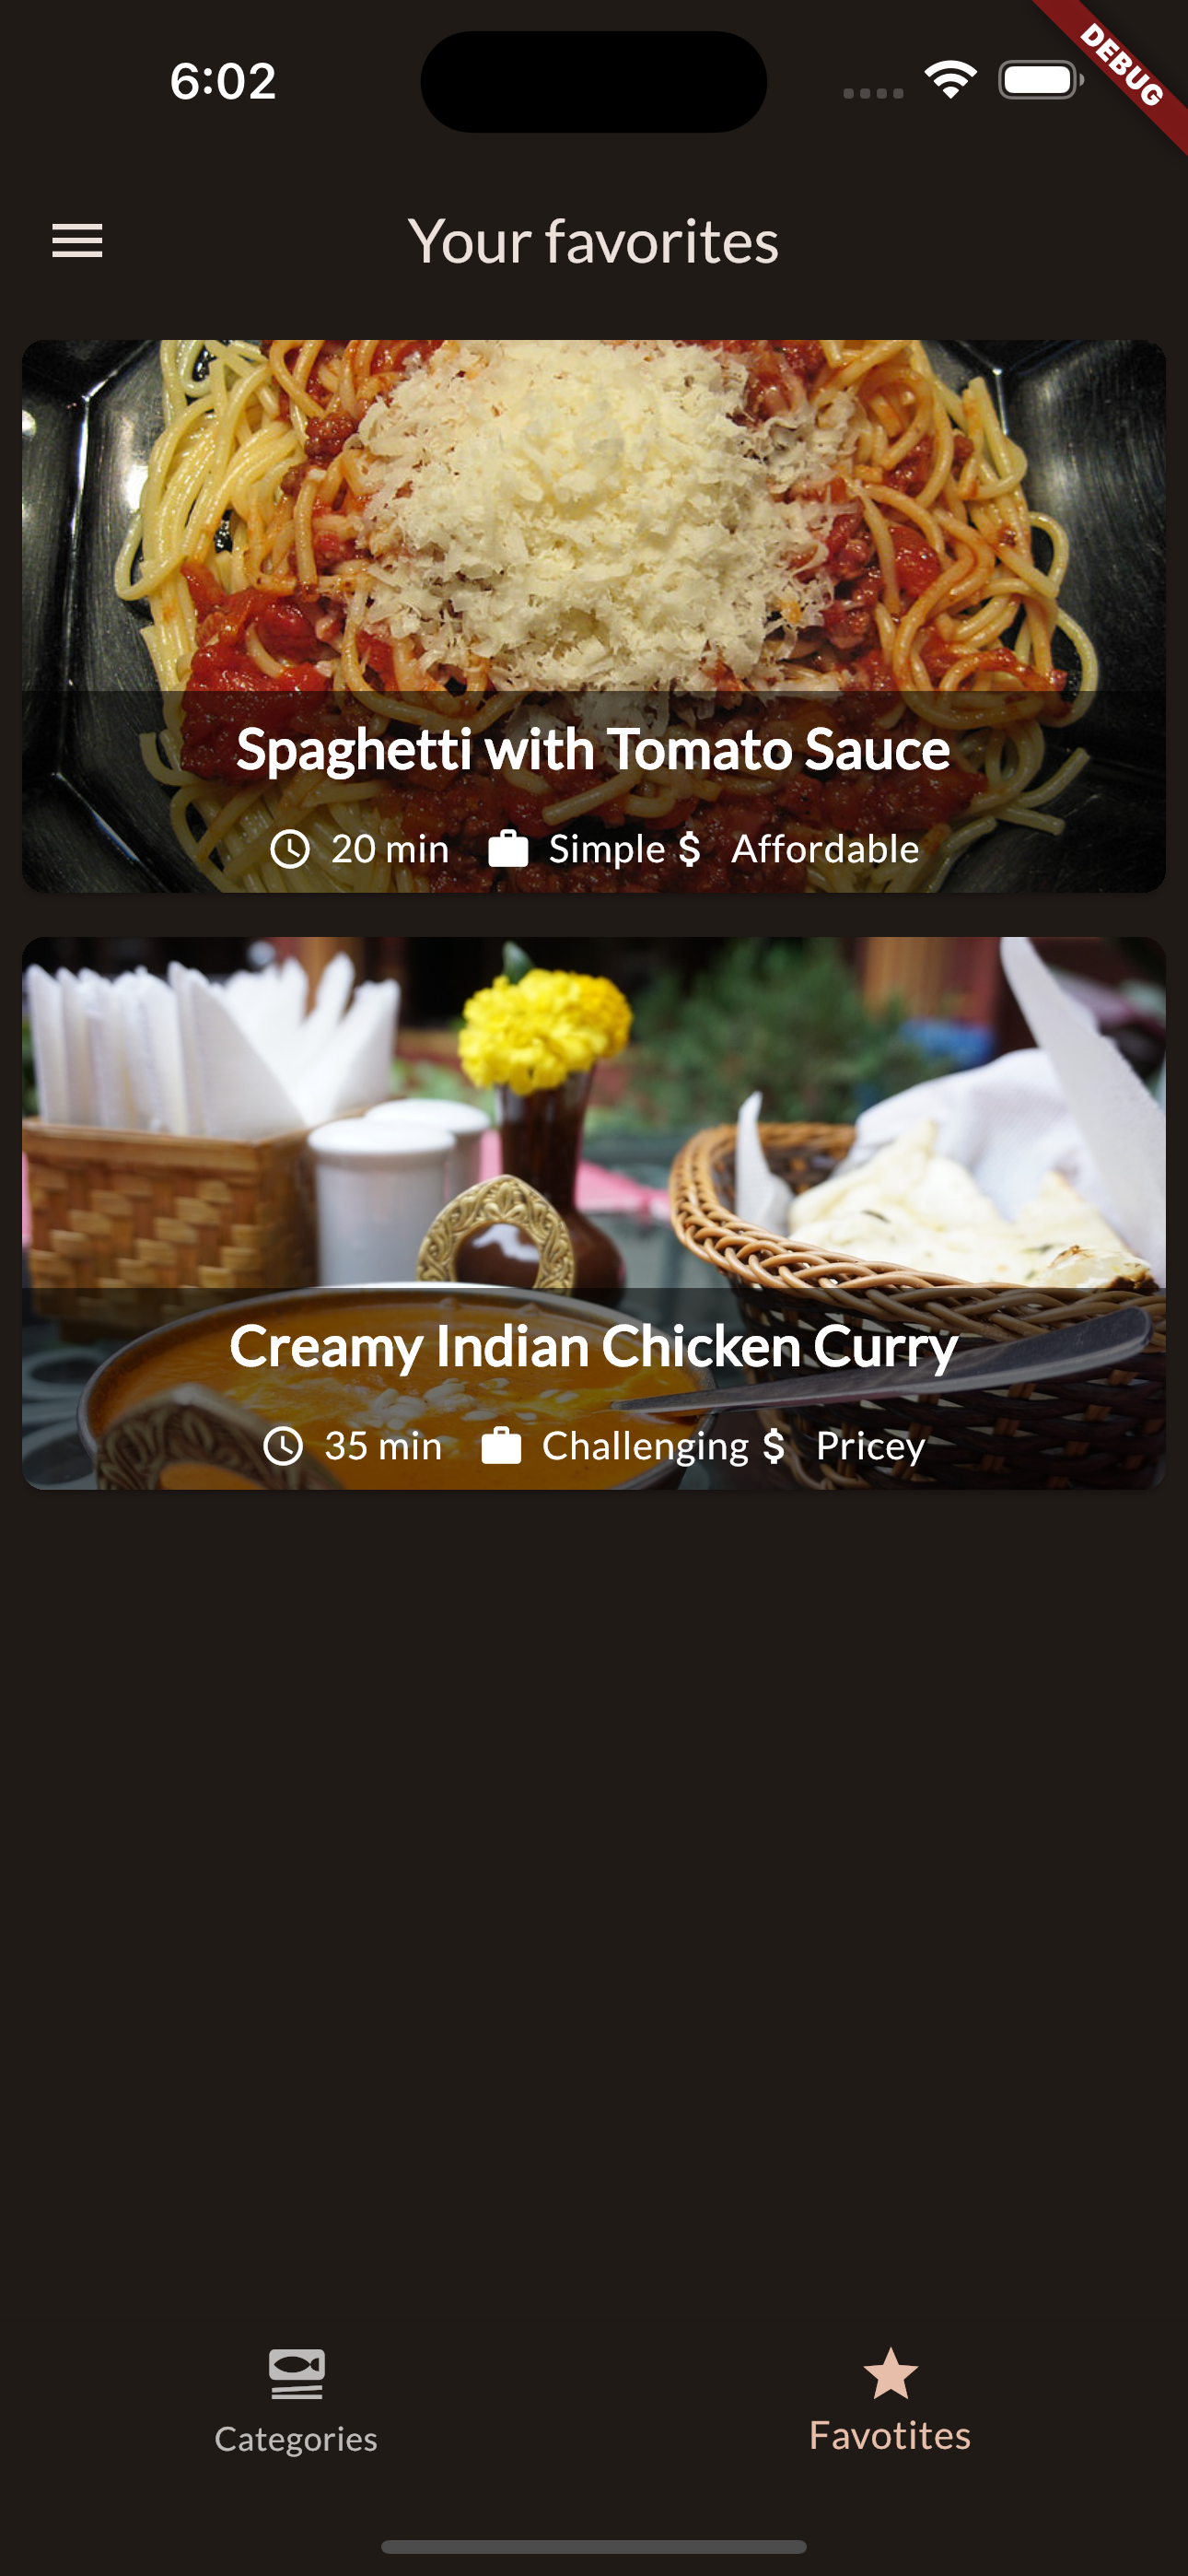 6:02
DEBUG
Your favorites
Spaghetti with Tomato Sauce
20 min Simple $ Affordable
Creamy Indian Chicken Curry
35 min Challenging $ Pricey
Categories
Favotites